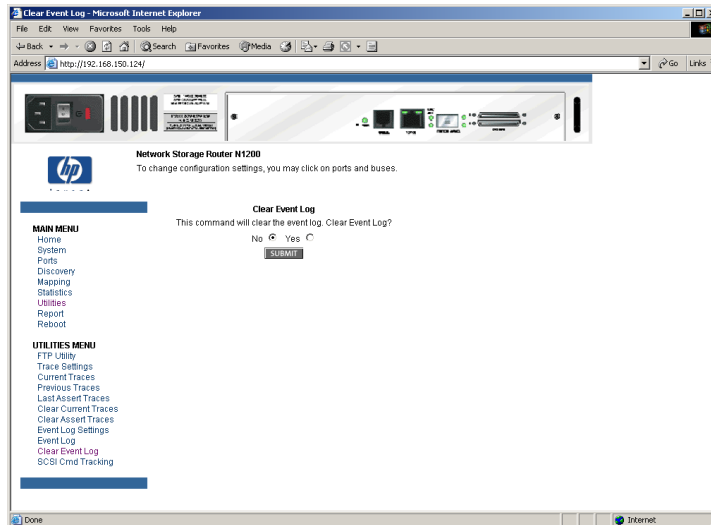 Clear Event Log - Microsoft Internet Explorer
File Edit View Favorites Tools Help
Back Search Favorites Media
Address http://192.168.150.124/ Go Links
hp
Network Storage Router N1200
To change configuration settings, you may click on ports and buses.
Clear Event Log
This command will clear the event log. Clear Event Log?
No Yes
SUBMIT
MAIN MENU
Home
System
Ports
Discovery
Mapping
Statistics
Utilities
Report
Reboot
UTILITIES MENU
FTP Utility
Trace Settings
Current Traces
Previous Traces
Last Assert Traces
Clear Current Traces
Clear Assert Traces
Event Log Settings
Event Log
Clear Event Log
SCSI Cmd Tracking
Done Internet